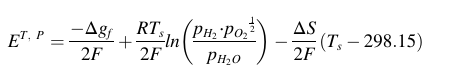 E^{T, P} = \frac{-\Delta g_f}{2F} + \frac{RT_s}{2F} ln\left(\frac{p_{H_2} \cdot p_{O_2}^{\frac{1}{2}}}{p_{H_2O}}\right) - \frac{\Delta S}{2F}(T_s - 298.15)